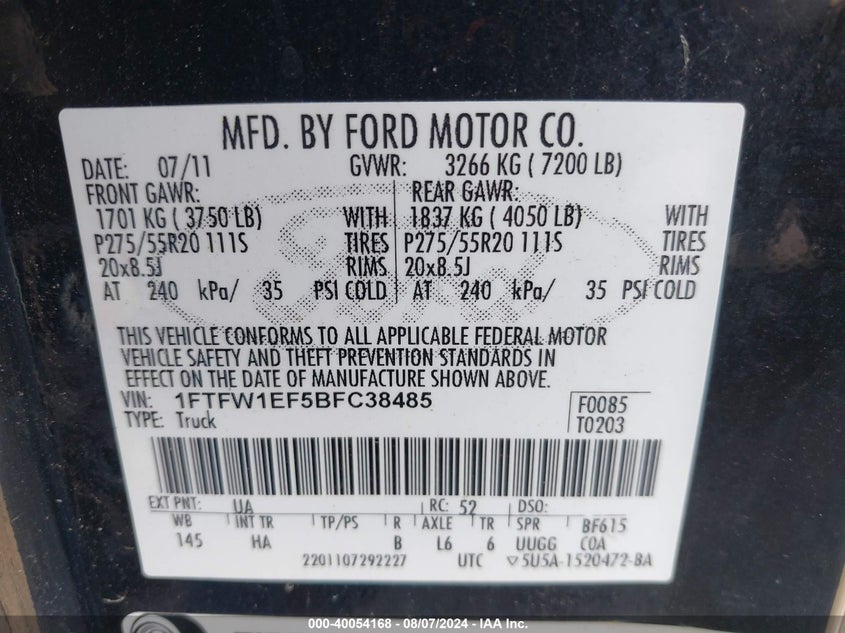 MFD. BY FORD MOTOR CO.
DATE: 07/11 GVWR: 3266 KG ( 7200 LB)
FRONT GAWR: REAR GAWR:
1701 KG ( 3750 LB) WITH 1837 KG ( 4050 LB) WITH
P275/55R20 111S TIRES P275/55R20 111S TIRES
20x8.5J RIMS 20x8.5J RIMS
AT 240 kPa/ 35 PSI COLD AT 240 kPa/ 35 PSI COLD
THIS VEHICLE CONFORMS TO ALL APPLICABLE FEDERAL MOTOR
VEHICLE SAFETY AND THEFT PREVENTION STANDARDS IN
EFFECT ON THE DATE OF MANUFACTURE SHOWN ABOVE.
VIN: 1FTFW1EF5BFC38485 F0085
TYPE: Truck T0203
EXT PNT: UA RC: 52 DSO:
WB INT TR TP/PS R AXLE TR SPR BF615
145 HA B L6 6 UUGG COA
2201107292227 UTC ▽5U5A-1520472-BA
000-40054168 - 08/07/2024 - IAA Inc.